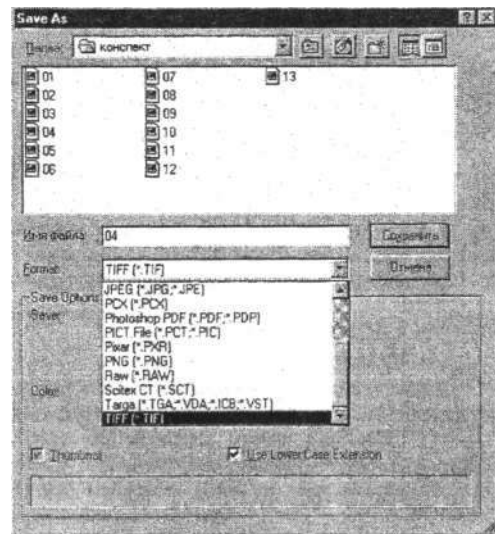 Save As
Папка: конспект
01 07 13
02 08
03 09
04 10
05 11
06 12
Имя файла: 04 Сохранить
Format: TIFF (*.TIF) Отмена
JPEG (*.JPG;*.JPE)
Save Options PCX (*.PCX)
Save: Photoshop PDF (*.PDF;*.PDP)
PICT File (*.PCT;*.PIC)
Pixar (*.PXR)
PNG (*.PNG)
Color: Raw (*.RAW)
Scitex CT (*.SCT)
Targa (*.TGA;*.VDA;*.ICB;*.VST)
TIFF (*.TIF)
Thumbnail Use Lower Case Extension